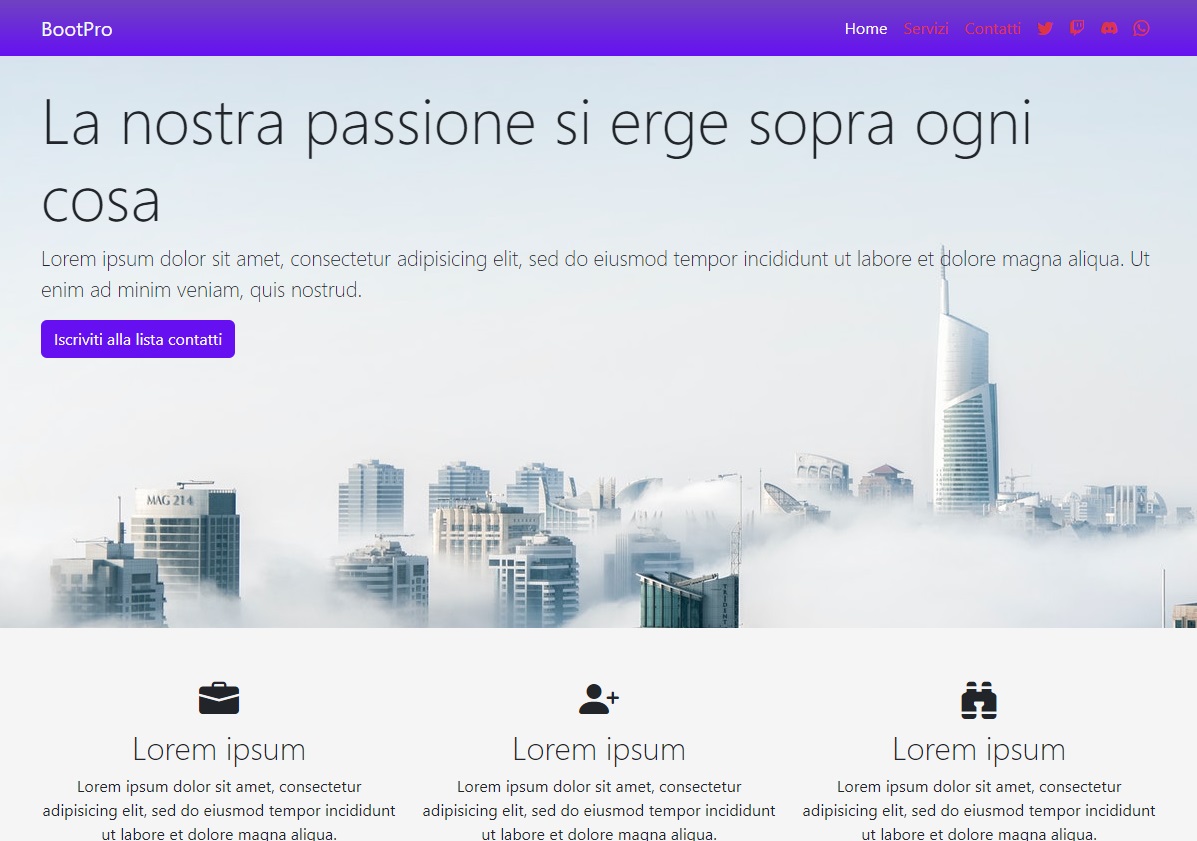 BootPro
Home Servizi Contatti
La nostra passione si erge sopra ogni
cosa
Lorem ipsum dolor sit amet, consectetur adipisicing elit, sed do eiusmod tempor incididunt ut labore et dolore magna aliqua. Ut
enim ad minim veniam, quis nostrud.
Iscriviti alla lista contatti
MAG 214
TRIDENT
Lorem ipsum
Lorem ipsum dolor sit amet, consectetur
adipisicing elit, sed do eiusmod tempor incididunt
ut labore et dolore magna aliqua.
Lorem ipsum
Lorem ipsum dolor sit amet, consectetur
adipisicing elit, sed do eiusmod tempor incididunt
ut labore et dolore magna aliqua.
Lorem ipsum
Lorem ipsum dolor sit amet, consectetur
adipisicing elit, sed do eiusmod tempor incididunt
ut labore et dolore magna aliqua.